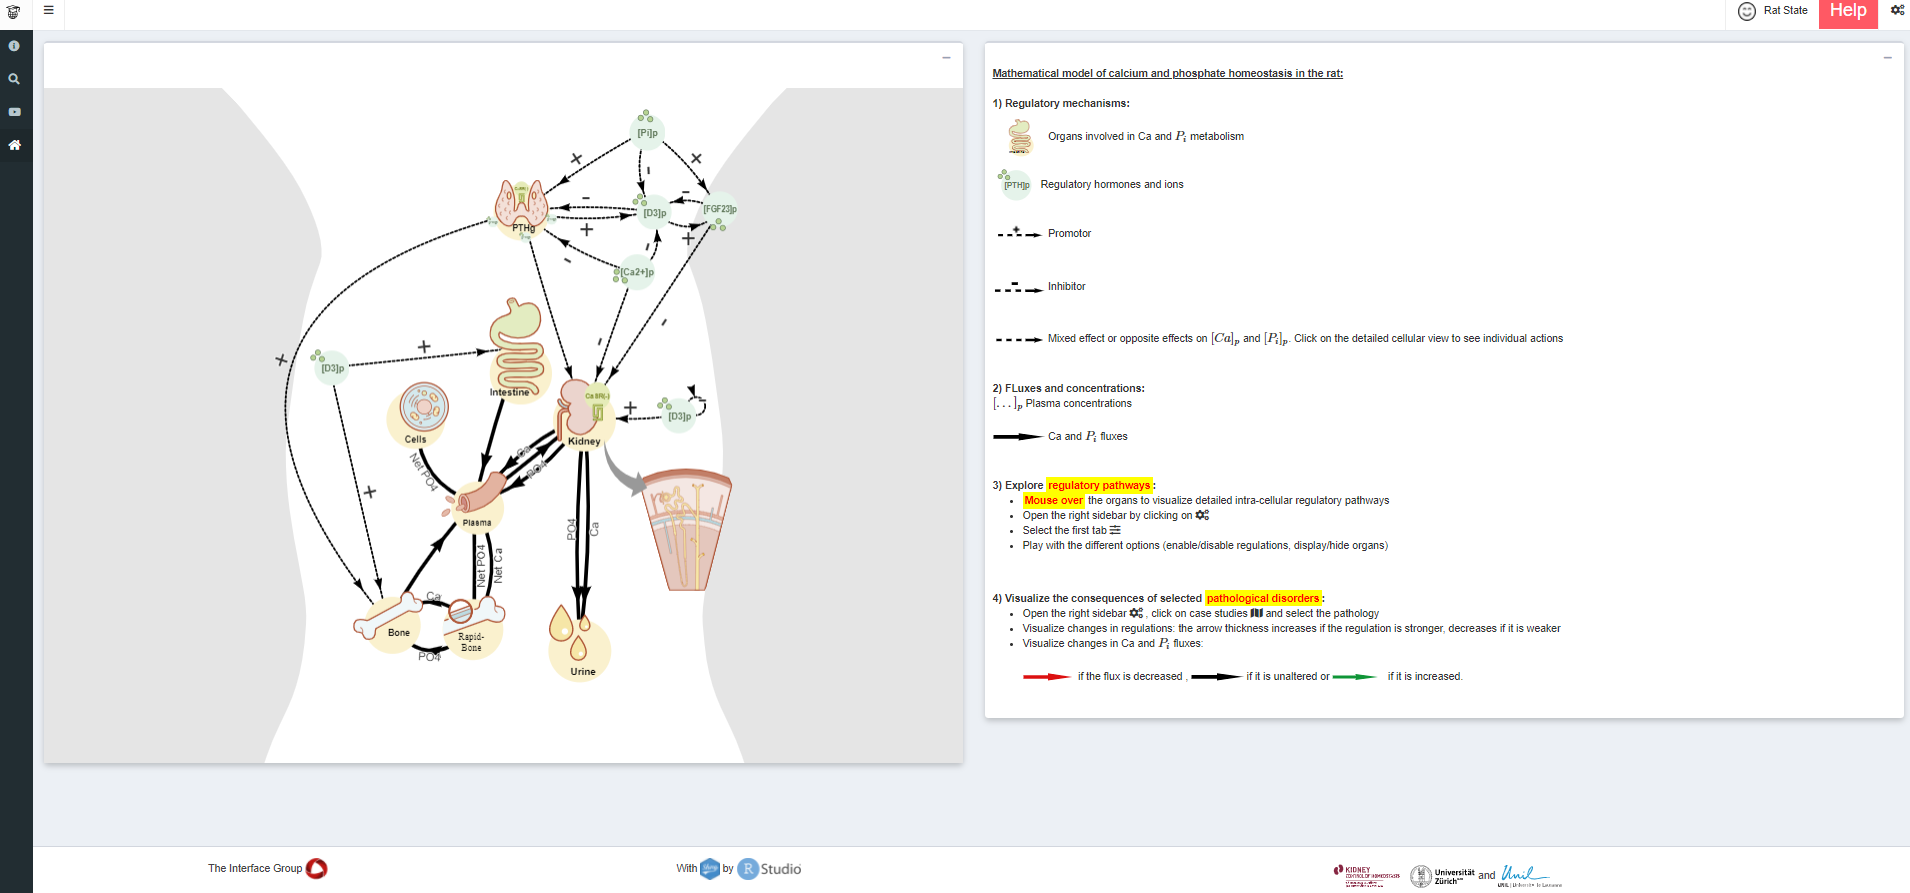 Rat State
Help
[Pi]p
[D3]p
[FGF23]p
PTHg
[Ca2+]p
[D3]p
Intestine
Cells
Kidney
[D3]p
Ca
PO4
Net PO4
Plasma
PO4
Ca
Net PO4
Net Ca
Ca
Bone
Rapid-
Bone
PO4
Urine
Mathematical model of calcium and phosphate homeostasis in the rat:
1) Regulatory mechanisms:
Organs involved in Ca and Pi metabolism
[PTH]p Regulatory hormones and ions
Promotor
Inhibitor
Mixed effect or opposite effects on [Ca]p and [Pi]p. Click on the detailed cellular view to see individual actions
2) FLuxes and concentrations:
[...]p Plasma concentrations
Ca and Pi fluxes
3) Explore regulatory pathways :
Mouse over the organs to visualize detailed intra-cellular regulatory pathways
Open the right sidebar by clicking on
Select the first tab
Play with the different options (enable/disable regulations, display/hide organs)
4) Visualize the consequences of selected pathological disorders :
Open the right sidebar , click on case studies and select the pathology
Visualize changes in regulations: the arrow thickness increases if the regulation is stronger, decreases if it is weaker
Visualize changes in Ca and Pi fluxes:
if the flux is decreased , if it is unaltered or if it is increased.
The Interface Group
With by R Studio
KIDNEY
CONTROL OF HOMEOSTASIS
Universität
Zürich
and Unil